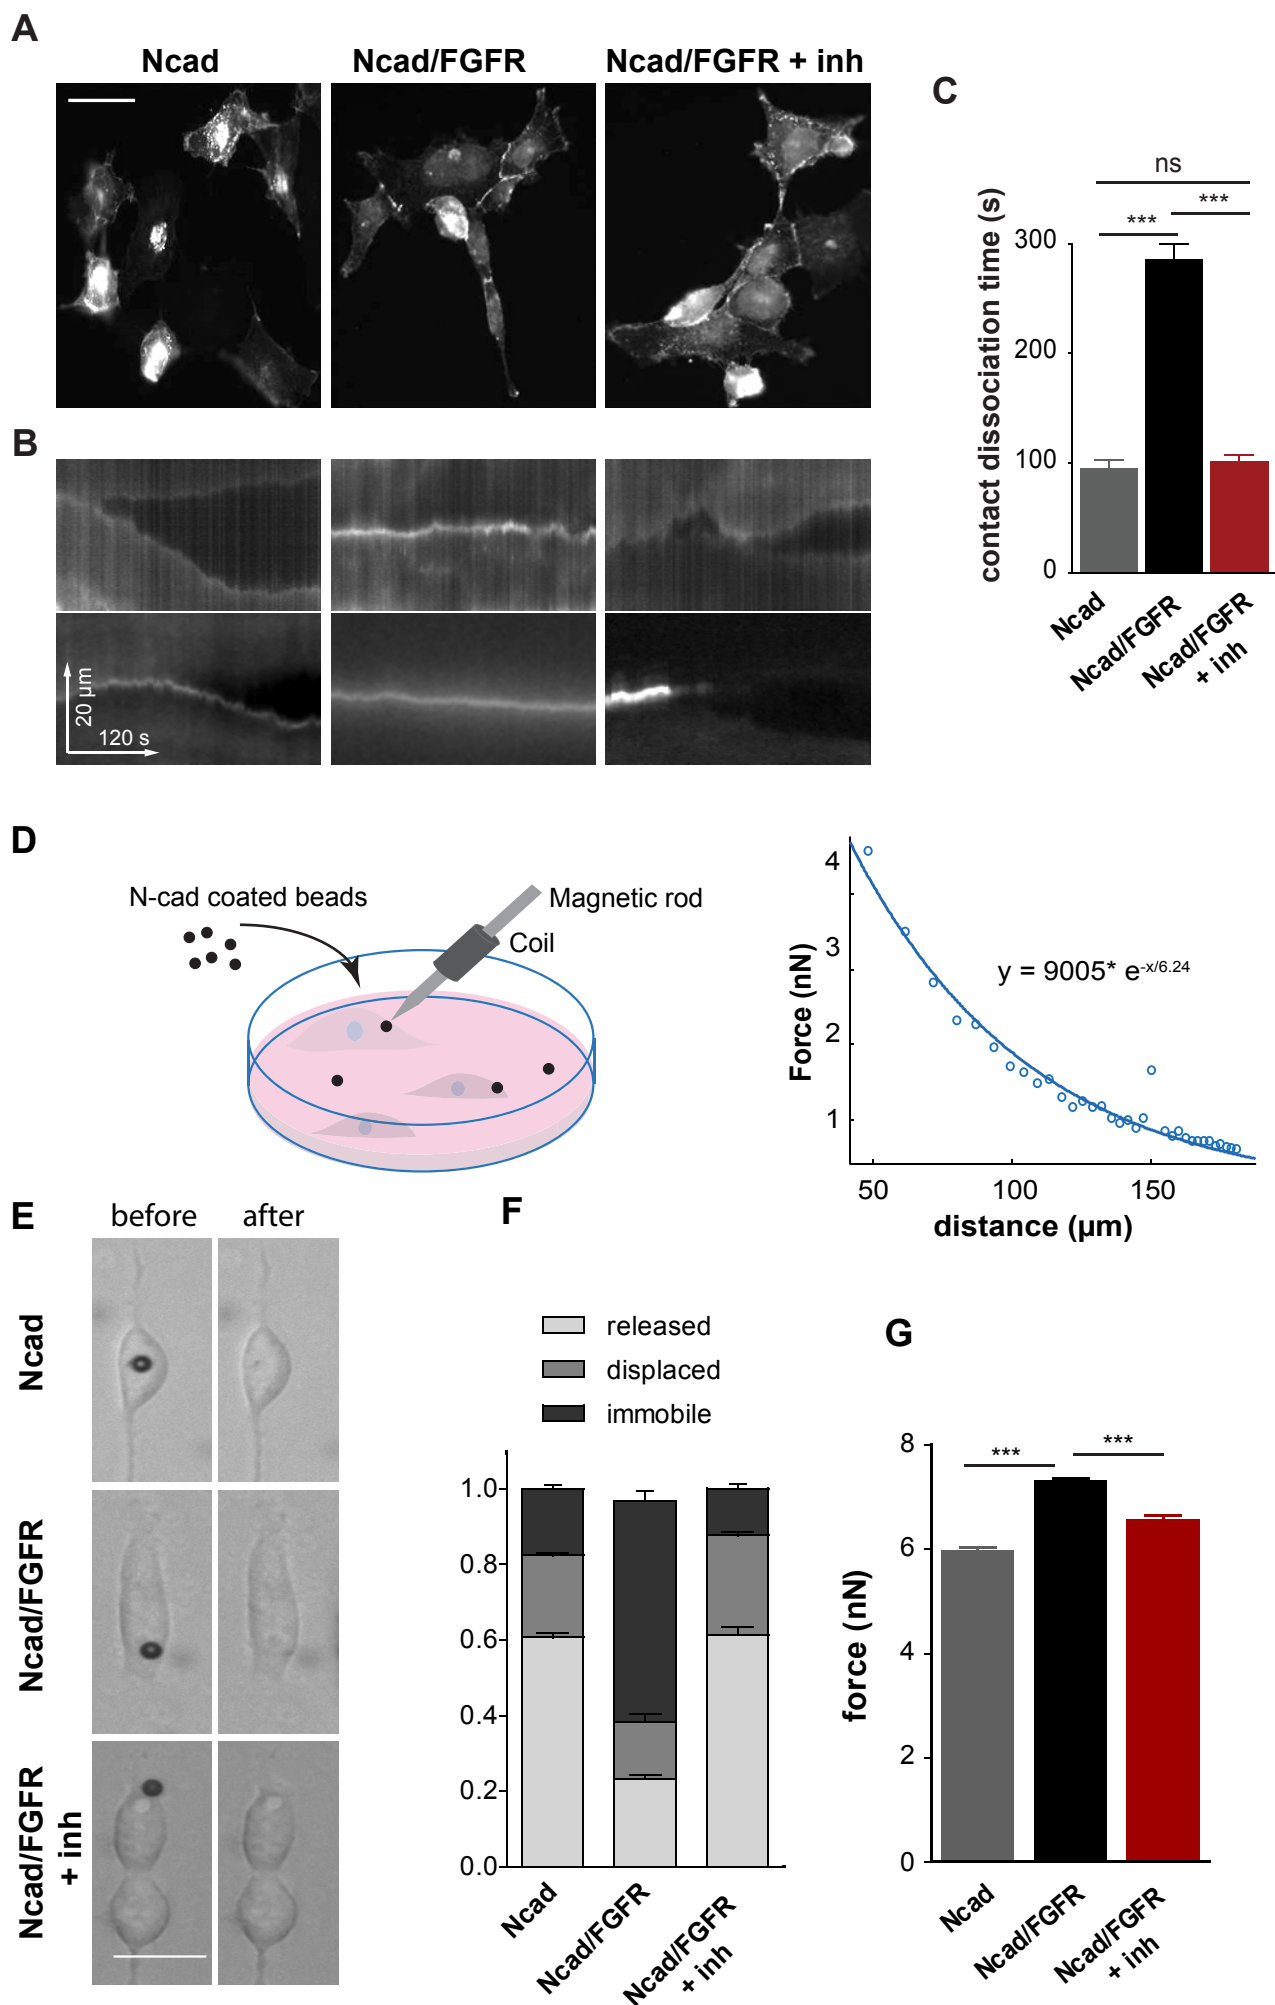 A
Ncad
Ncad/FGFR
Ncad/FGFR + inh
B
20 µm
120 s
C
contact dissociation time (s)
ns
***
***
300
200
100
0
Ncad
Ncad/FGFR
Ncad/FGFR
+ inh
D
N-cad coated beads
Magnetic rod
Coil
Force (nN)
4
3
2
1
y = 9005* e-x/6.24
50
100
150
distance (µm)
E
before
after
Ncad
Ncad/FGFR
Ncad/FGFR
+ inh
F
released
displaced
immobile
1.0
0.8
0.6
0.4
0.2
0.0
Ncad
Ncad/FGFR
Ncad/FGFR
+ inh
G
force (nN)
8
6
4
2
0
***
***
Ncad
Ncad/FGFR
Ncad/FGFR
+ inh